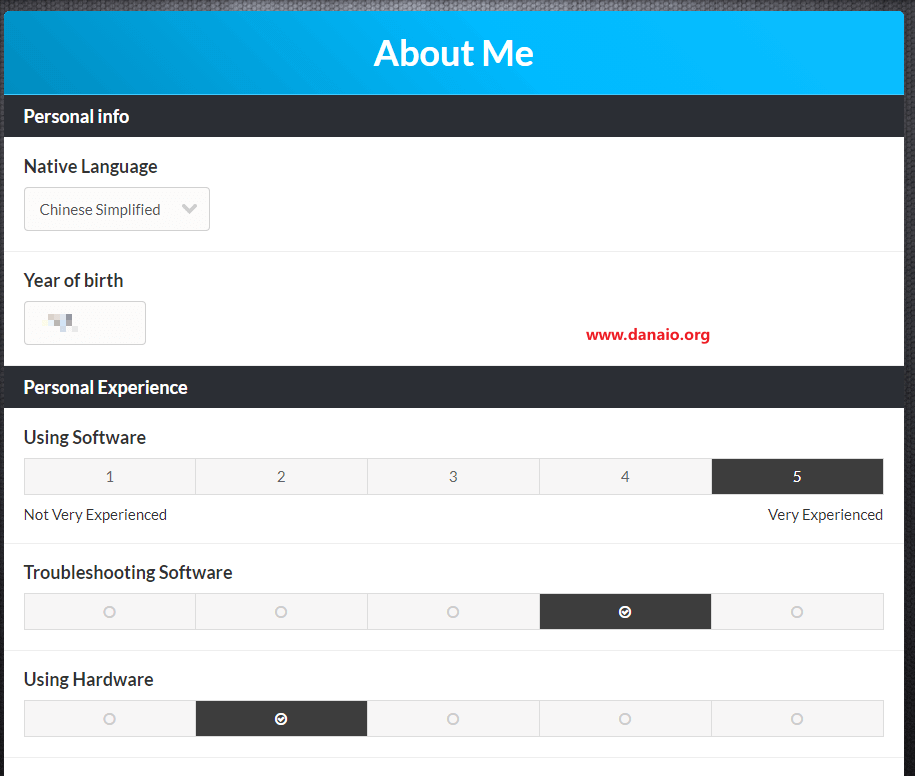 About Me
Personal info
Native Language
Chinese Simplified
Year of birth
www.danaio.org
Personal Experience
Using Software
1 2 3 4 5
Not Very Experienced Very Experienced
Troubleshooting Software
Using Hardware